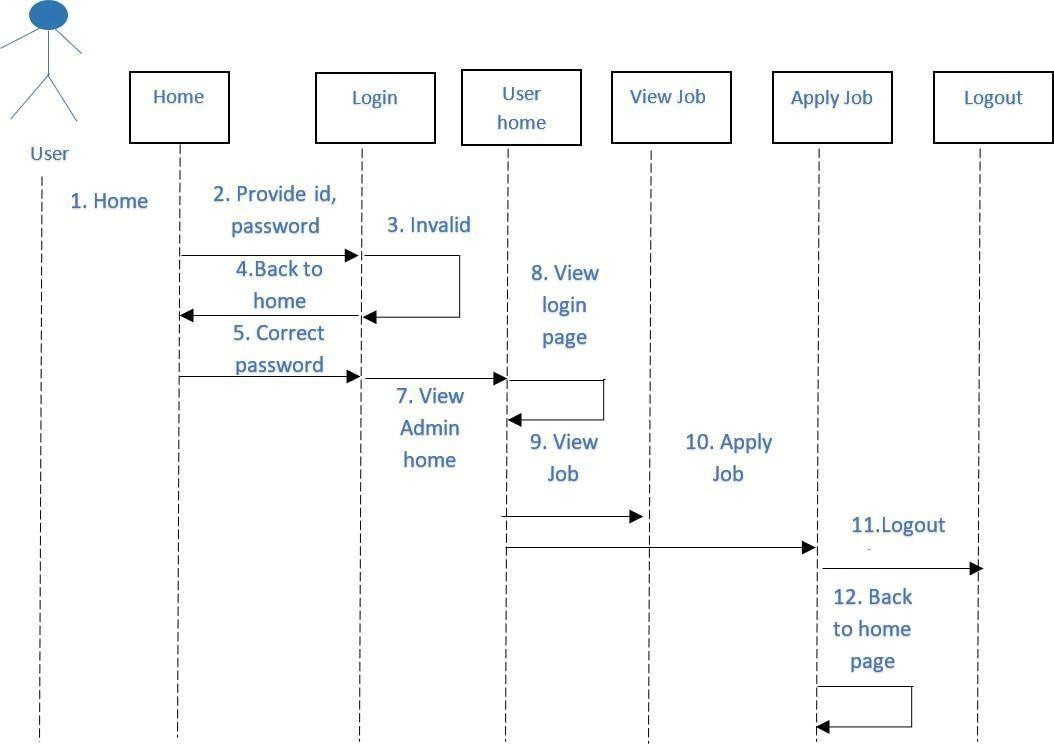 Home
Login
User
home
View Job
Apply Job
Logout
User
1. Home
2. Provide id,
password
3. Invalid
4.Back to
home
5. Correct
password
7. View
Admin
home
8. View
login
page
9. View
Job
10. Apply
Job
11.Logout
12. Back
to home
page